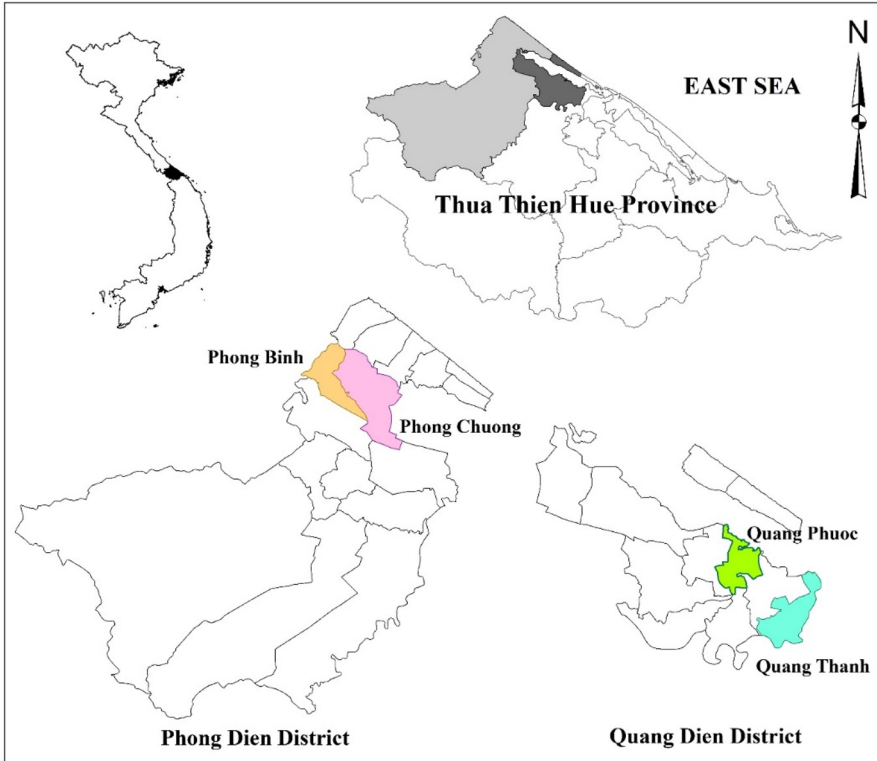 N
EAST SEA
Thua Thien Hue Province
Phong Binh
Phong Chuong
Quang Phuoc
Quang Thanh
Phong Dien District
Quang Dien District